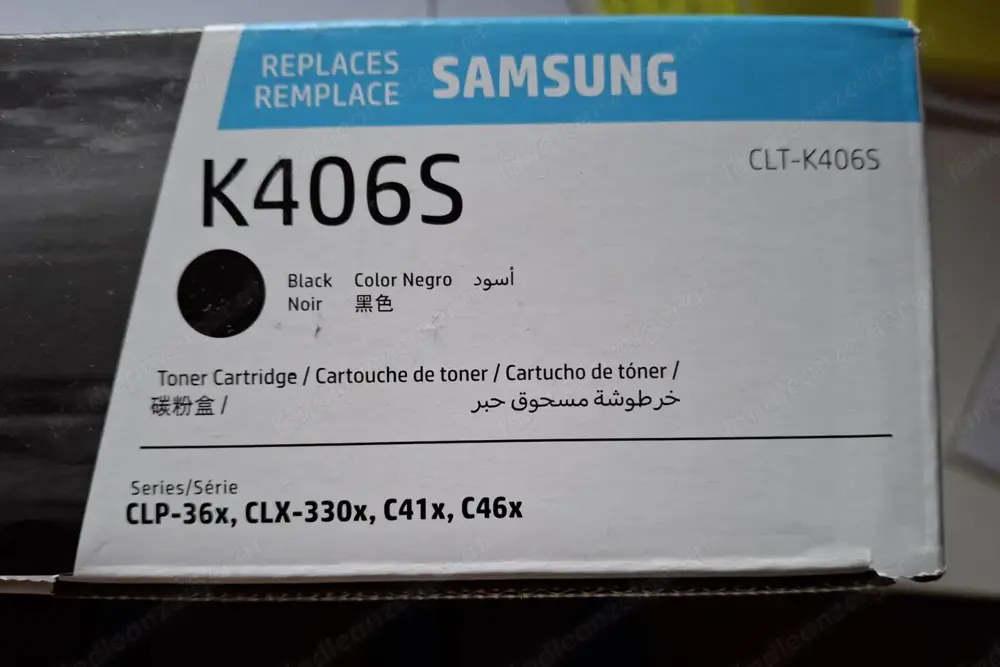 REPLACES
REMPLACE
SAMSUNG
K406S
CLT-K406S
Black Color Negro أسود
Noir 黑色
Toner Cartridge / Cartouche de toner / Cartucho de tóner /
碳粉盒 / خرطوشة مسحوق حبر
Series/Série
CLP-36x, CLX-330x, C41x, C46x